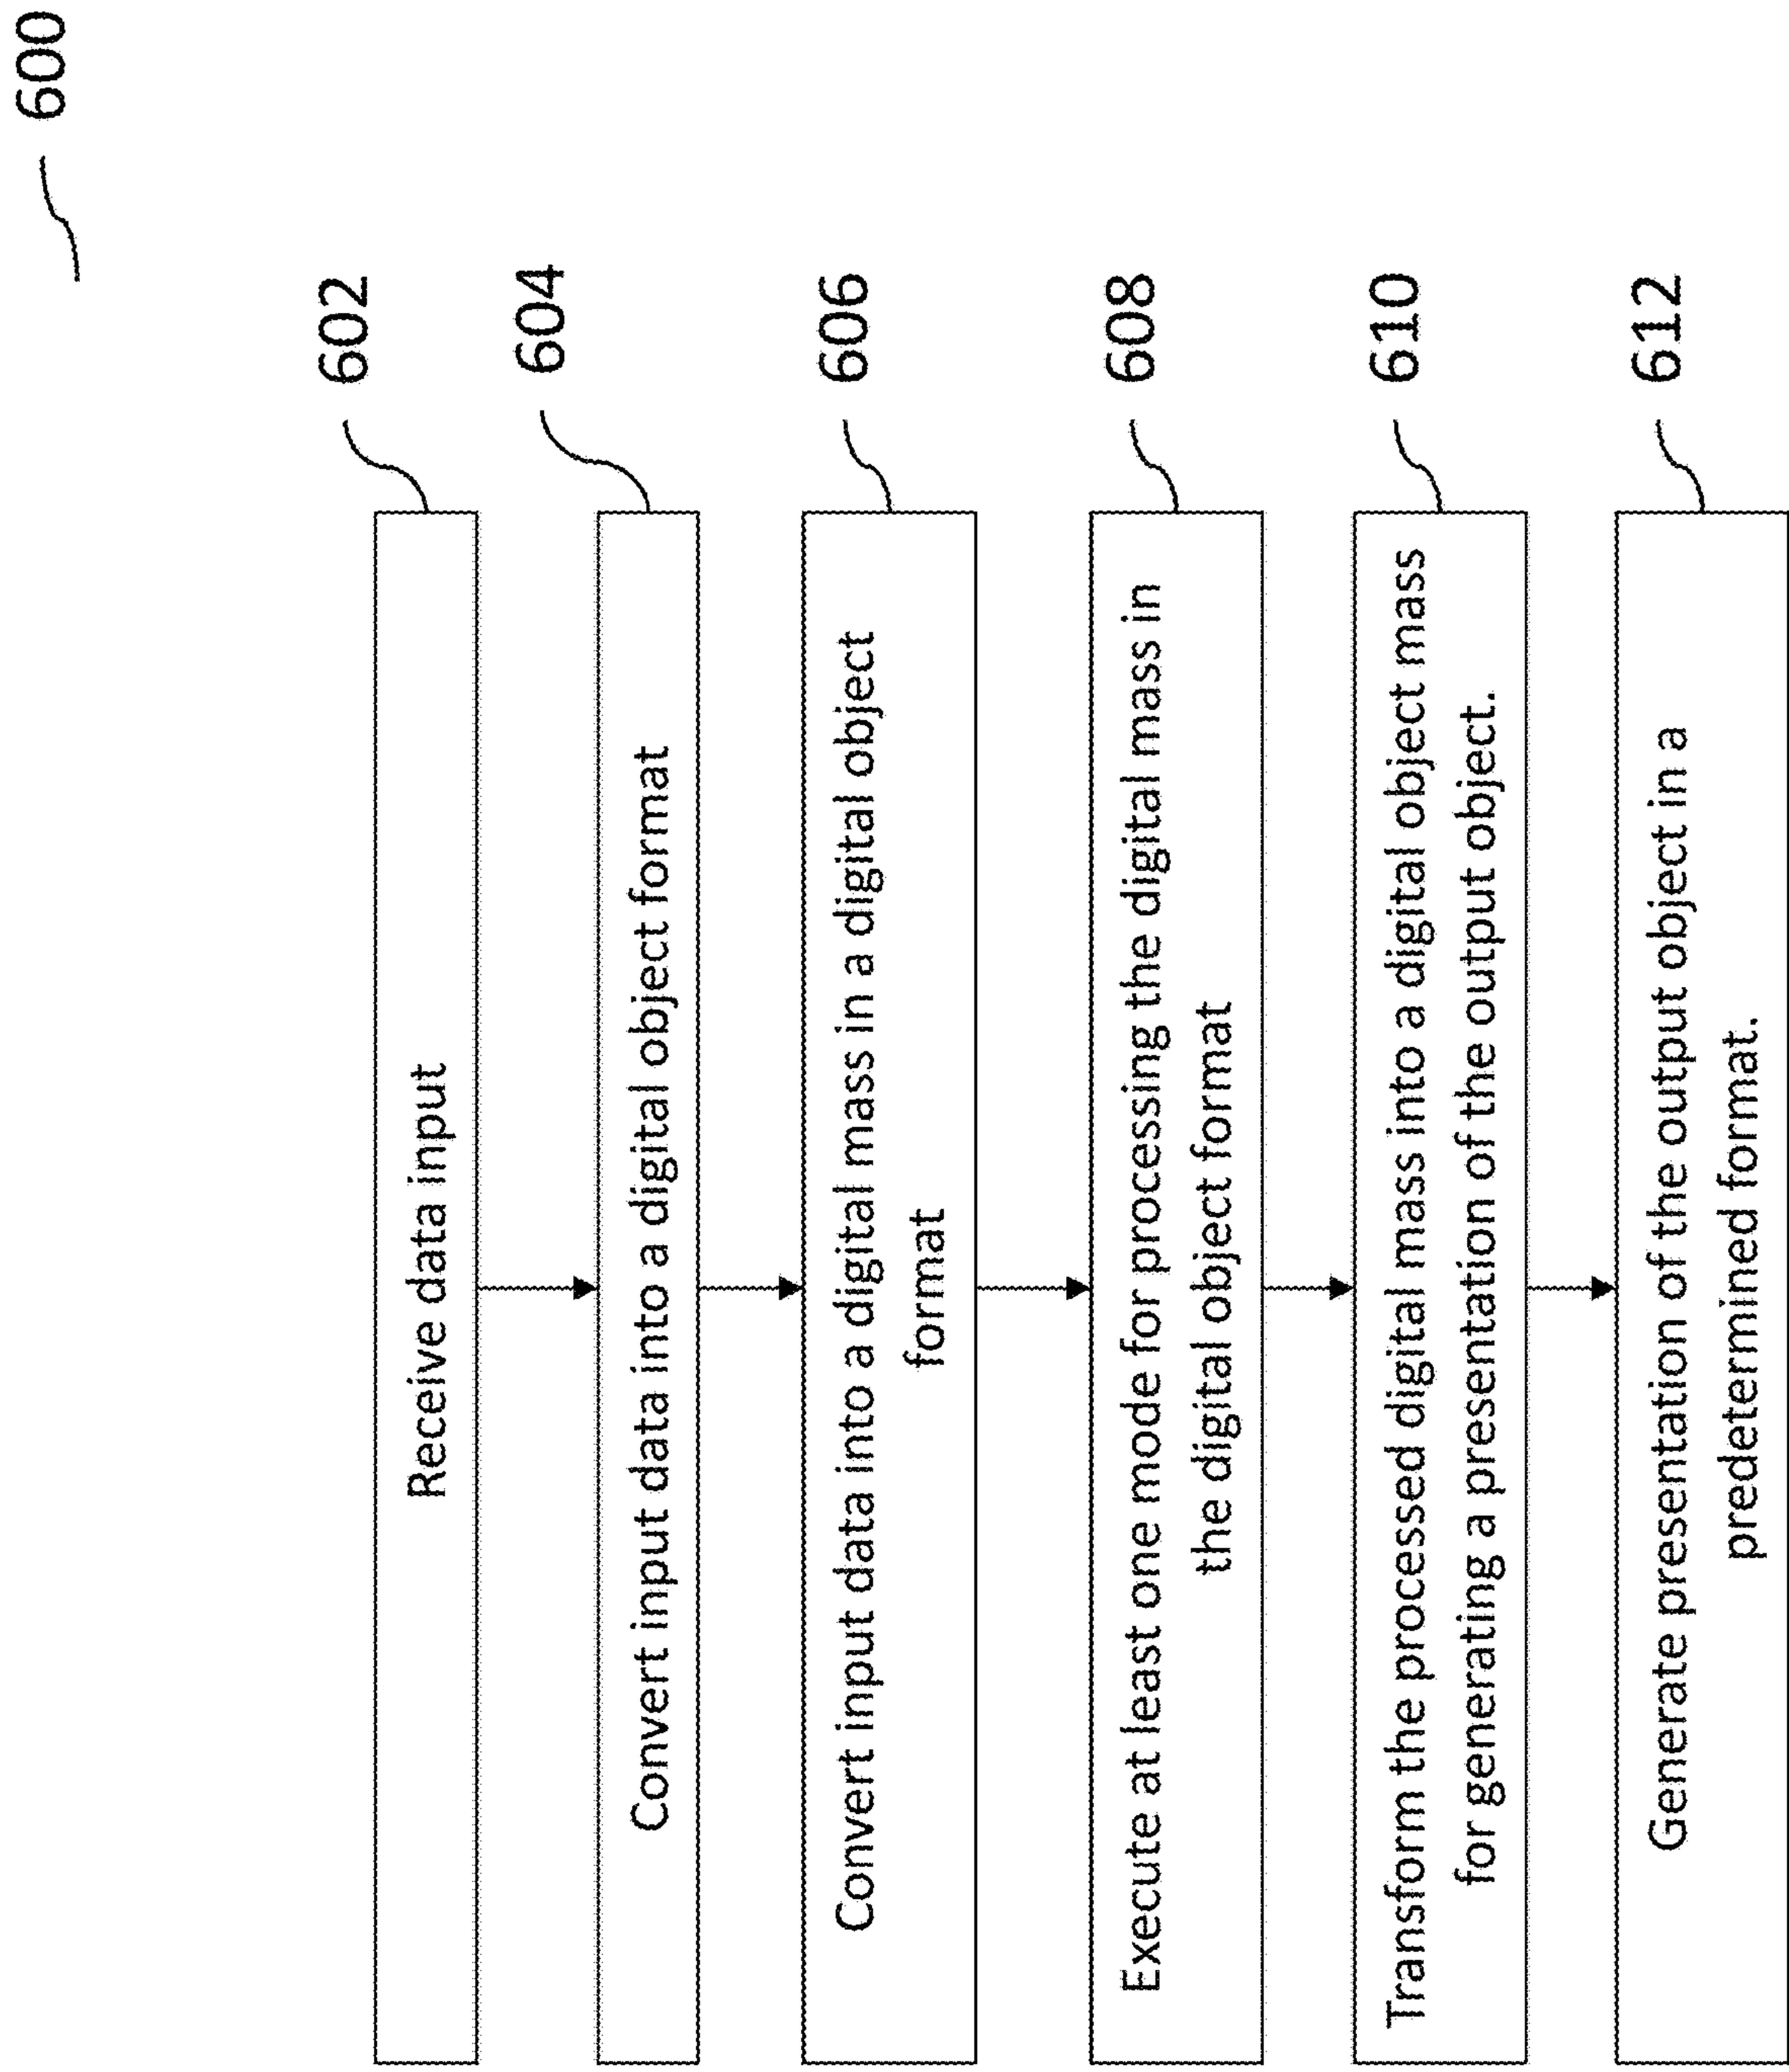 600
602
Receive data input
604
Convert input data into a digital object format
606
Convert input data into a digital mass in a digital object
format
608
Execute at least one mode for processing the digital mass in
the digital object format
610
Transform the processed digital mass into a digital object mass
for generating a presentation of the output object.
612
Generate presentation of the output object in a
predetermined format.